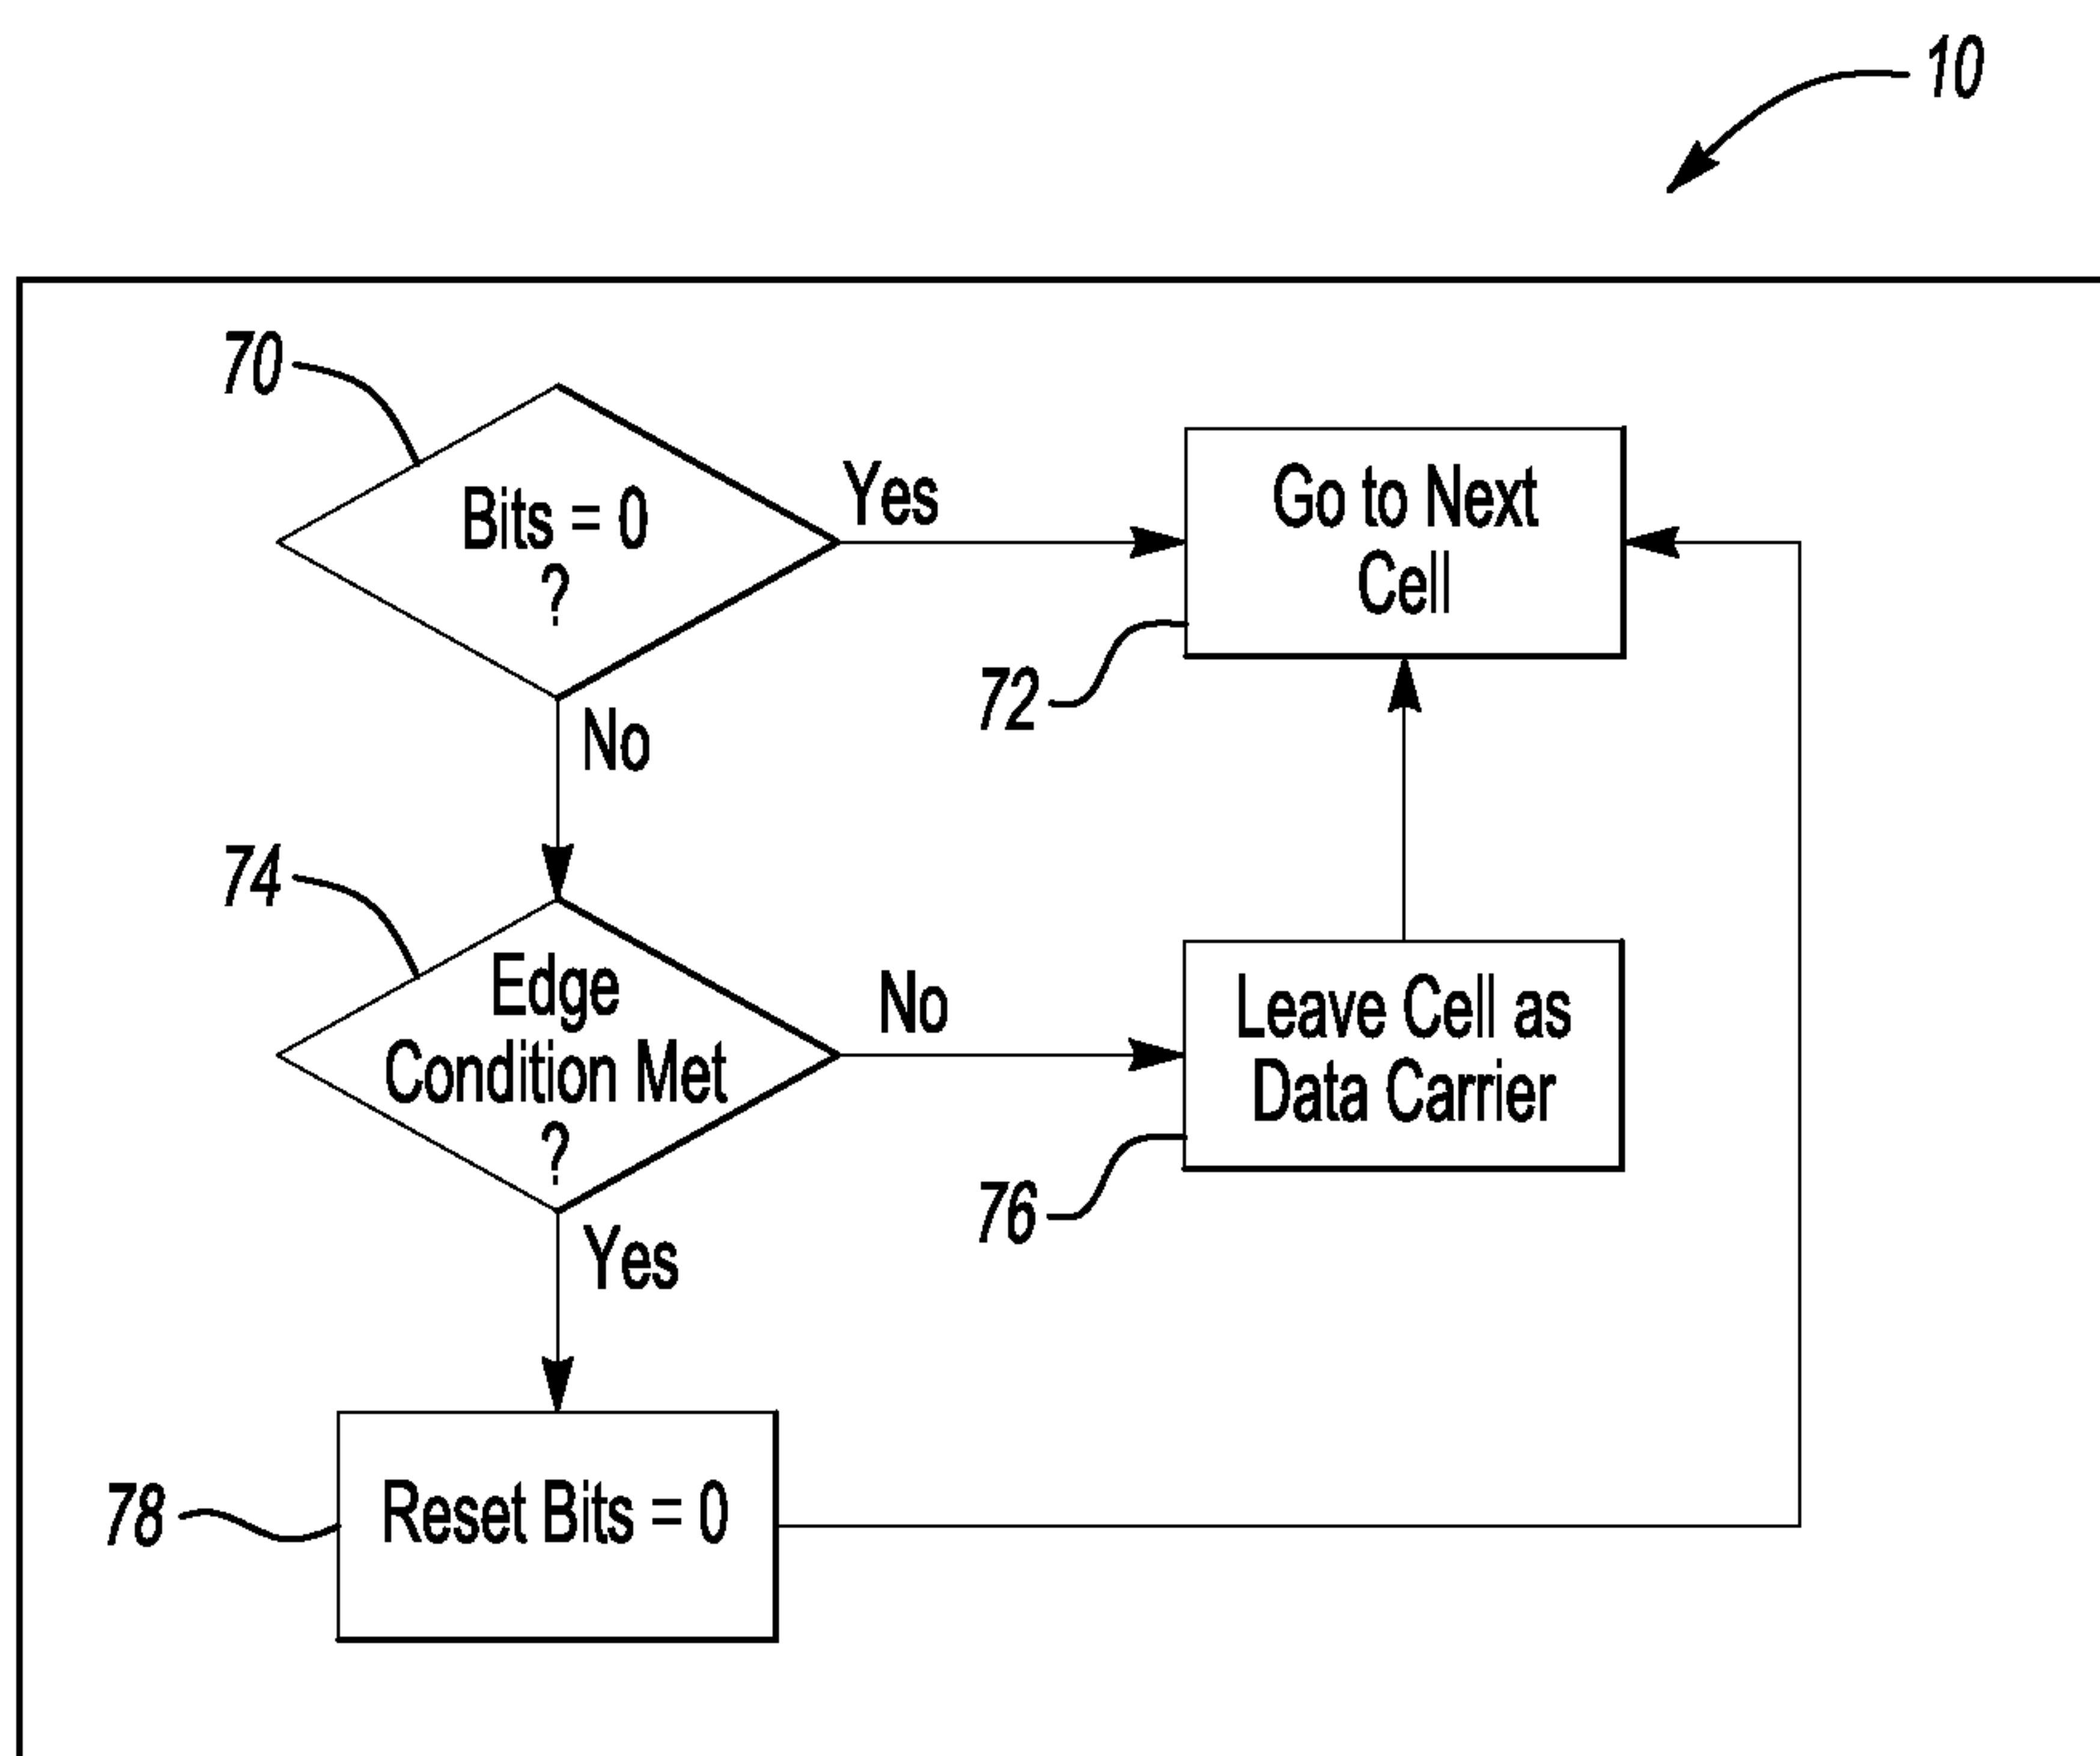 10
70
Bits = 0
?
Yes
Go to Next
Cell
72
No
74
Edge
Condition Met
?
No
Leave Cell as
Data Carrier
76
Yes
78
Reset Bits = 0